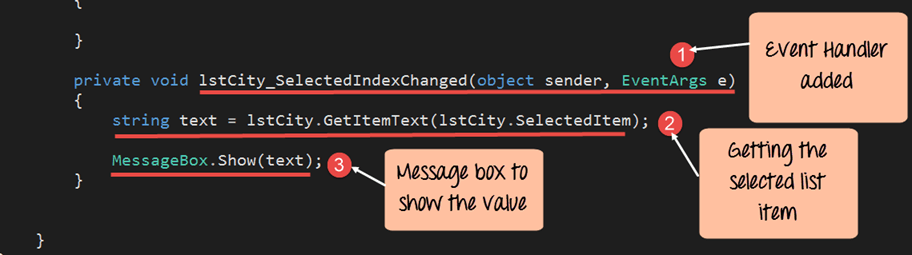 {
}
private void lstCity_SelectedIndexChanged(object sender, EventArgs e)
{
string text = lstCity.GetItemText(lstCity.SelectedItem);
MessageBox.Show(text);
}
}
1
Event Handler
added
2
Getting the
selected list
item
3
Message box to
show the value